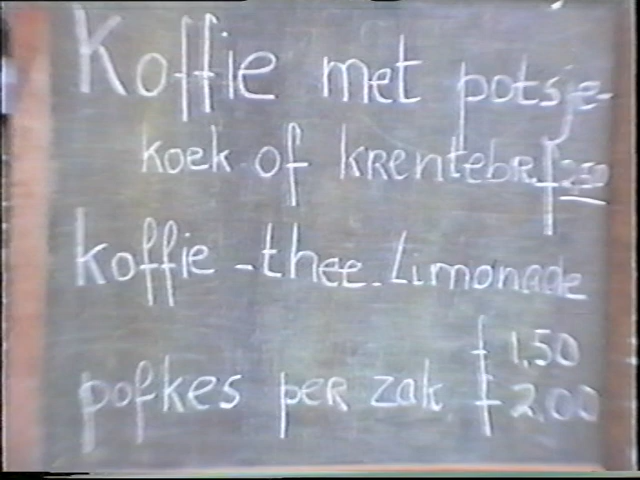 Koffie met potsje-
koek of krentebr. f 2,50
koffie - thee - Limonade
f 1,50
pofkes per zak f 2,00